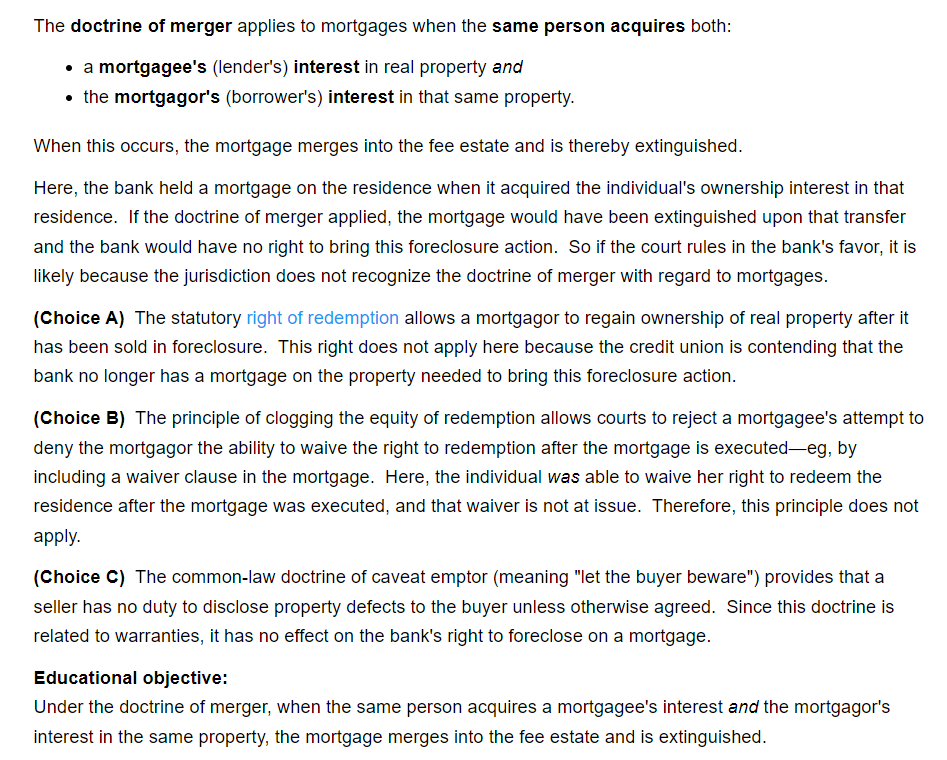 The doctrine of merger applies to mortgages when the same person acquires both:
• a mortgagee's (lender's) interest in real property and
• the mortgagor's (borrower's) interest in that same property.
When this occurs, the mortgage merges into the fee estate and is thereby extinguished.
Here, the bank held a mortgage on the residence when it acquired the individual's ownership interest in that
residence.  If the doctrine of merger applied, the mortgage would have been extinguished upon that transfer
and the bank would have no right to bring this foreclosure action.  So if the court rules in the bank's favor, it is
likely because the jurisdiction does not recognize the doctrine of merger with regard to mortgages.
(Choice A)  The statutory right of redemption allows a mortgagor to regain ownership of real property after it
has been sold in foreclosure.  This right does not apply here because the credit union is contending that the
bank no longer has a mortgage on the property needed to bring this foreclosure action.
(Choice B)  The principle of clogging the equity of redemption allows courts to reject a mortgagee's attempt to
deny the mortgagor the ability to waive the right to redemption after the mortgage is executed—eg, by
including a waiver clause in the mortgage.  Here, the individual was able to waive her right to redeem the
residence after the mortgage was executed, and that waiver is not at issue.  Therefore, this principle does not
apply.
(Choice C)  The common-law doctrine of caveat emptor (meaning "let the buyer beware") provides that a
seller has no duty to disclose property defects to the buyer unless otherwise agreed.  Since this doctrine is
related to warranties, it has no effect on the bank's right to foreclose on a mortgage.
Educational objective:
Under the doctrine of merger, when the same person acquires a mortgagee's interest and the mortgagor's
interest in the same property, the mortgage merges into the fee estate and is extinguished.